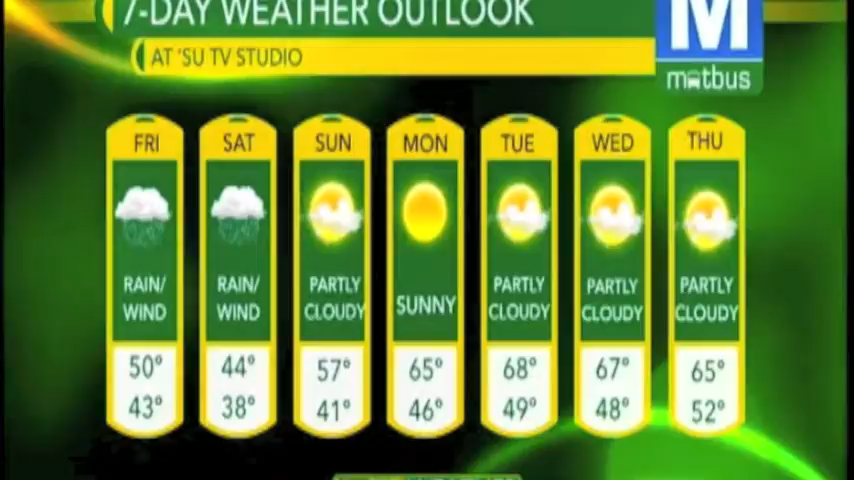 7-DAY WEATHER OUTLOOK
AT 'SU TV STUDIO
M
matbus
FRI
SAT
SUN
MON
TUE
WED
THU
RAIN/
WIND
RAIN/
WIND
PARTLY
CLOUDY
SUNNY
PARTLY
CLOUDY
PARTLY
CLOUDY
PARTLY
CLOUDY
50°
43°
44°
38°
57°
41°
65°
46°
68°
49°
67°
48°
65°
52°